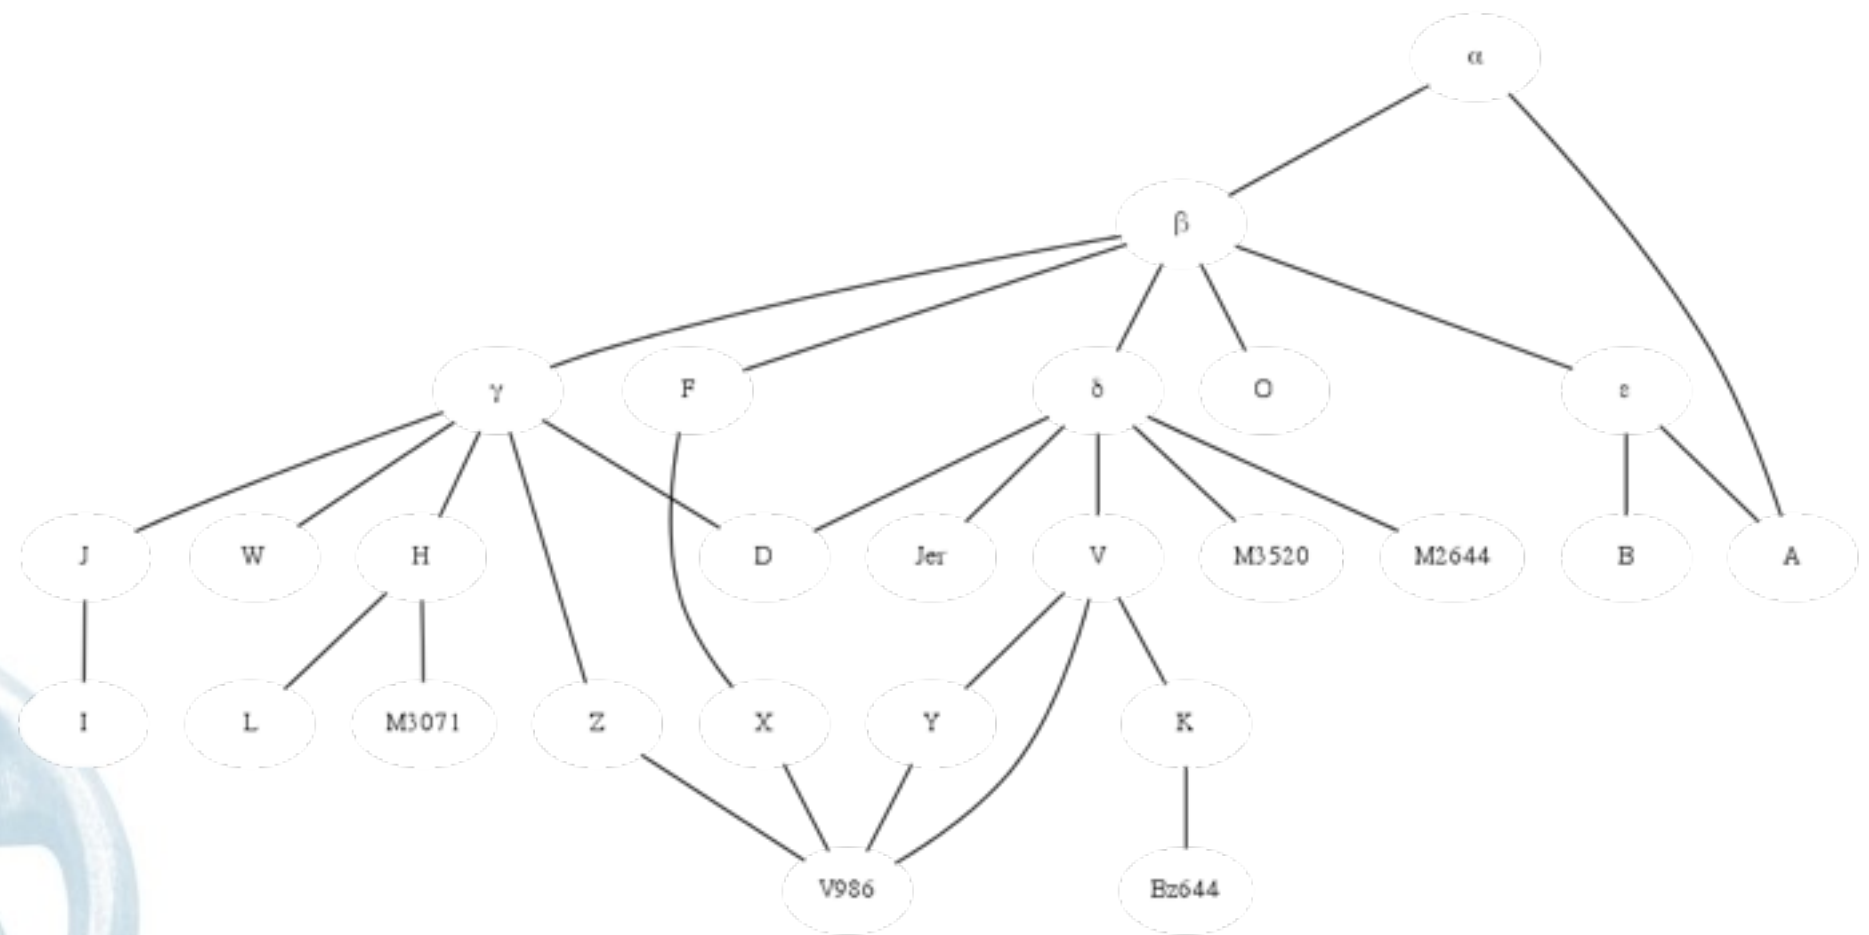 α
β
γ F δ O ε
J W H D Jer V M3520 M2644 B A
I L M3071 Z X Y K
V986 Bz644